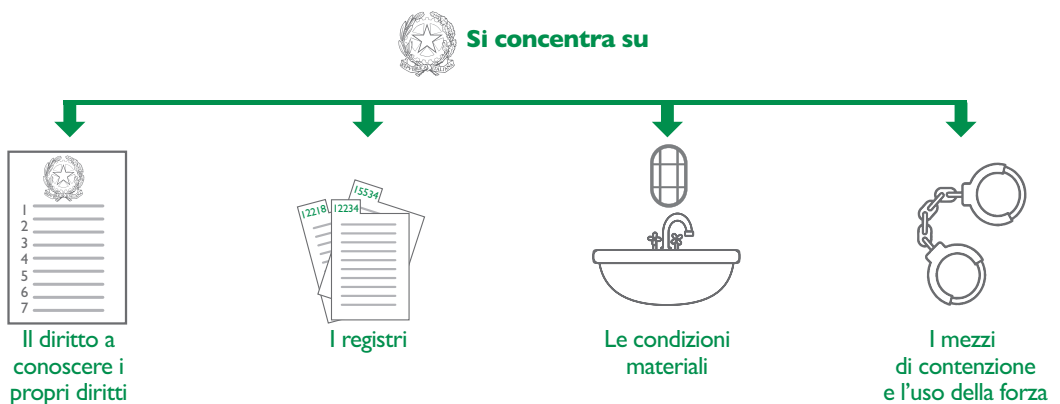 Si concentra su
1
2
3
4
5
6
7
15534
12218
12234
Il diritto a
conoscere i
propri diritti
I registri
Le condizioni
materiali
I mezzi
di contenzione
e l'uso della forza